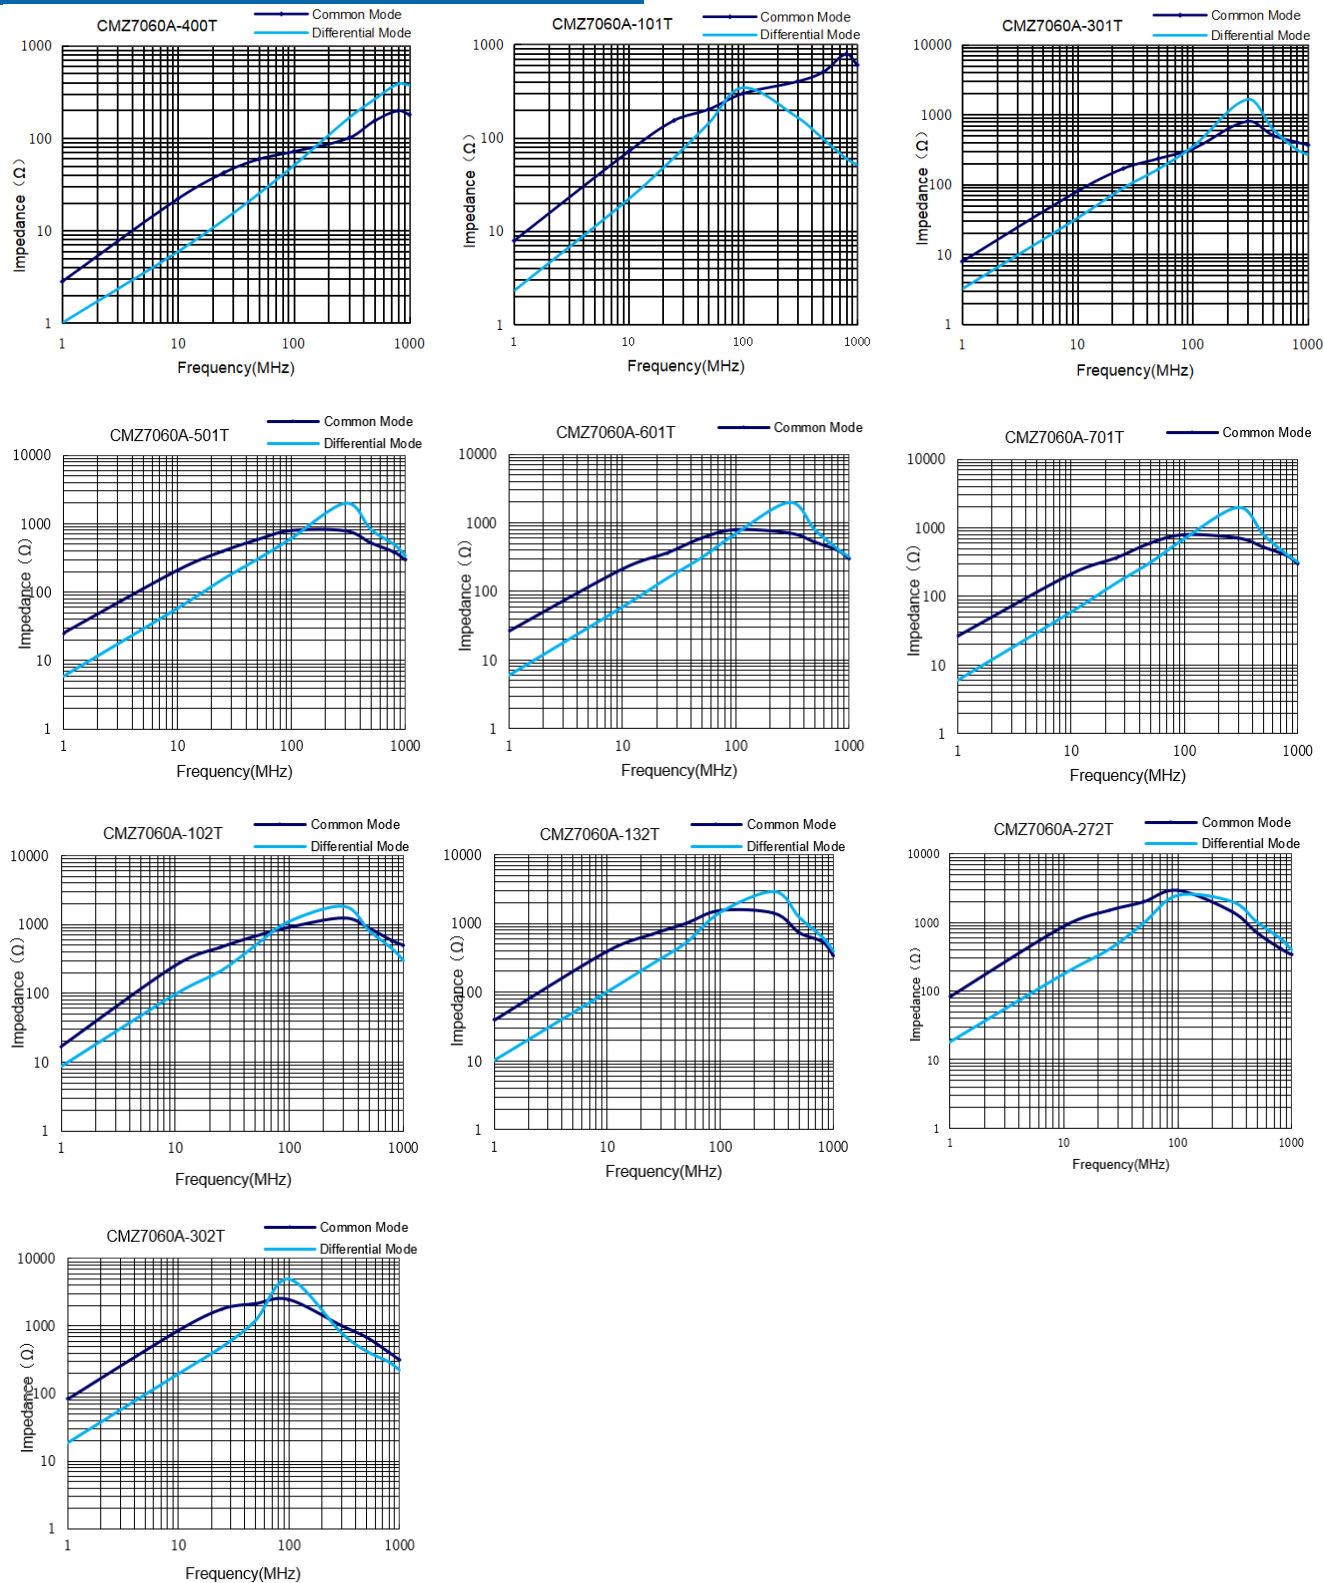 CMZ7060A-400T
Common Mode
Differential Mode
1000
100
10
1
1 10 100 1000
Impedance（Ω）
Frequency(MHz)
CMZ7060A-101T
Common Mode
Differential Mode
1000
100
10
1
1 10 100 1000
Impedance（Ω）
Frequency(MHz)
CMZ7060A-301T
Common Mode
Differential Mode
10000
1000
100
10
1
1 10 100 1000
Impedance（Ω）
Frequency(MHz)
CMZ7060A-501T
Common Mode
Differential Mode
10000
1000
100
10
1
1 10 100 1000
Impedance（Ω）
Frequency(MHz)
CMZ7060A-601T
Common Mode
10000
1000
100
10
1
1 10 100 1000
Impedance（Ω）
Frequency(MHz)
CMZ7060A-701T
Common Mode
10000
1000
100
10
1
1 10 100 1000
Impedance（Ω）
Frequency(MHz)
CMZ7060A-102T
Common Mode
Differential Mode
10000
1000
100
10
1
1 10 100 1000
Impedance（Ω）
Frequency(MHz)
CMZ7060A-132T
Common Mode
Differential Mode
10000
1000
100
10
1
1 10 100 1000
Impedance（Ω）
Frequency(MHz)
CMZ7060A-272T
Common Mode
Differential Mode
10000
1000
100
10
1
1 10 100 1000
Impedance（Ω）
Frequency(MHz)
CMZ7060A-302T
Common Mode
Differential Mode
10000
1000
100
10
1
1 10 100 1000
Impedance（Ω）
Frequency(MHz)